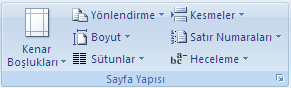 Kenar
Boşlukları
Yönlendirme
Boyut
Sütunlar
Kesmeler
Satır Numaraları
Heceleme
Sayfa Yapısı